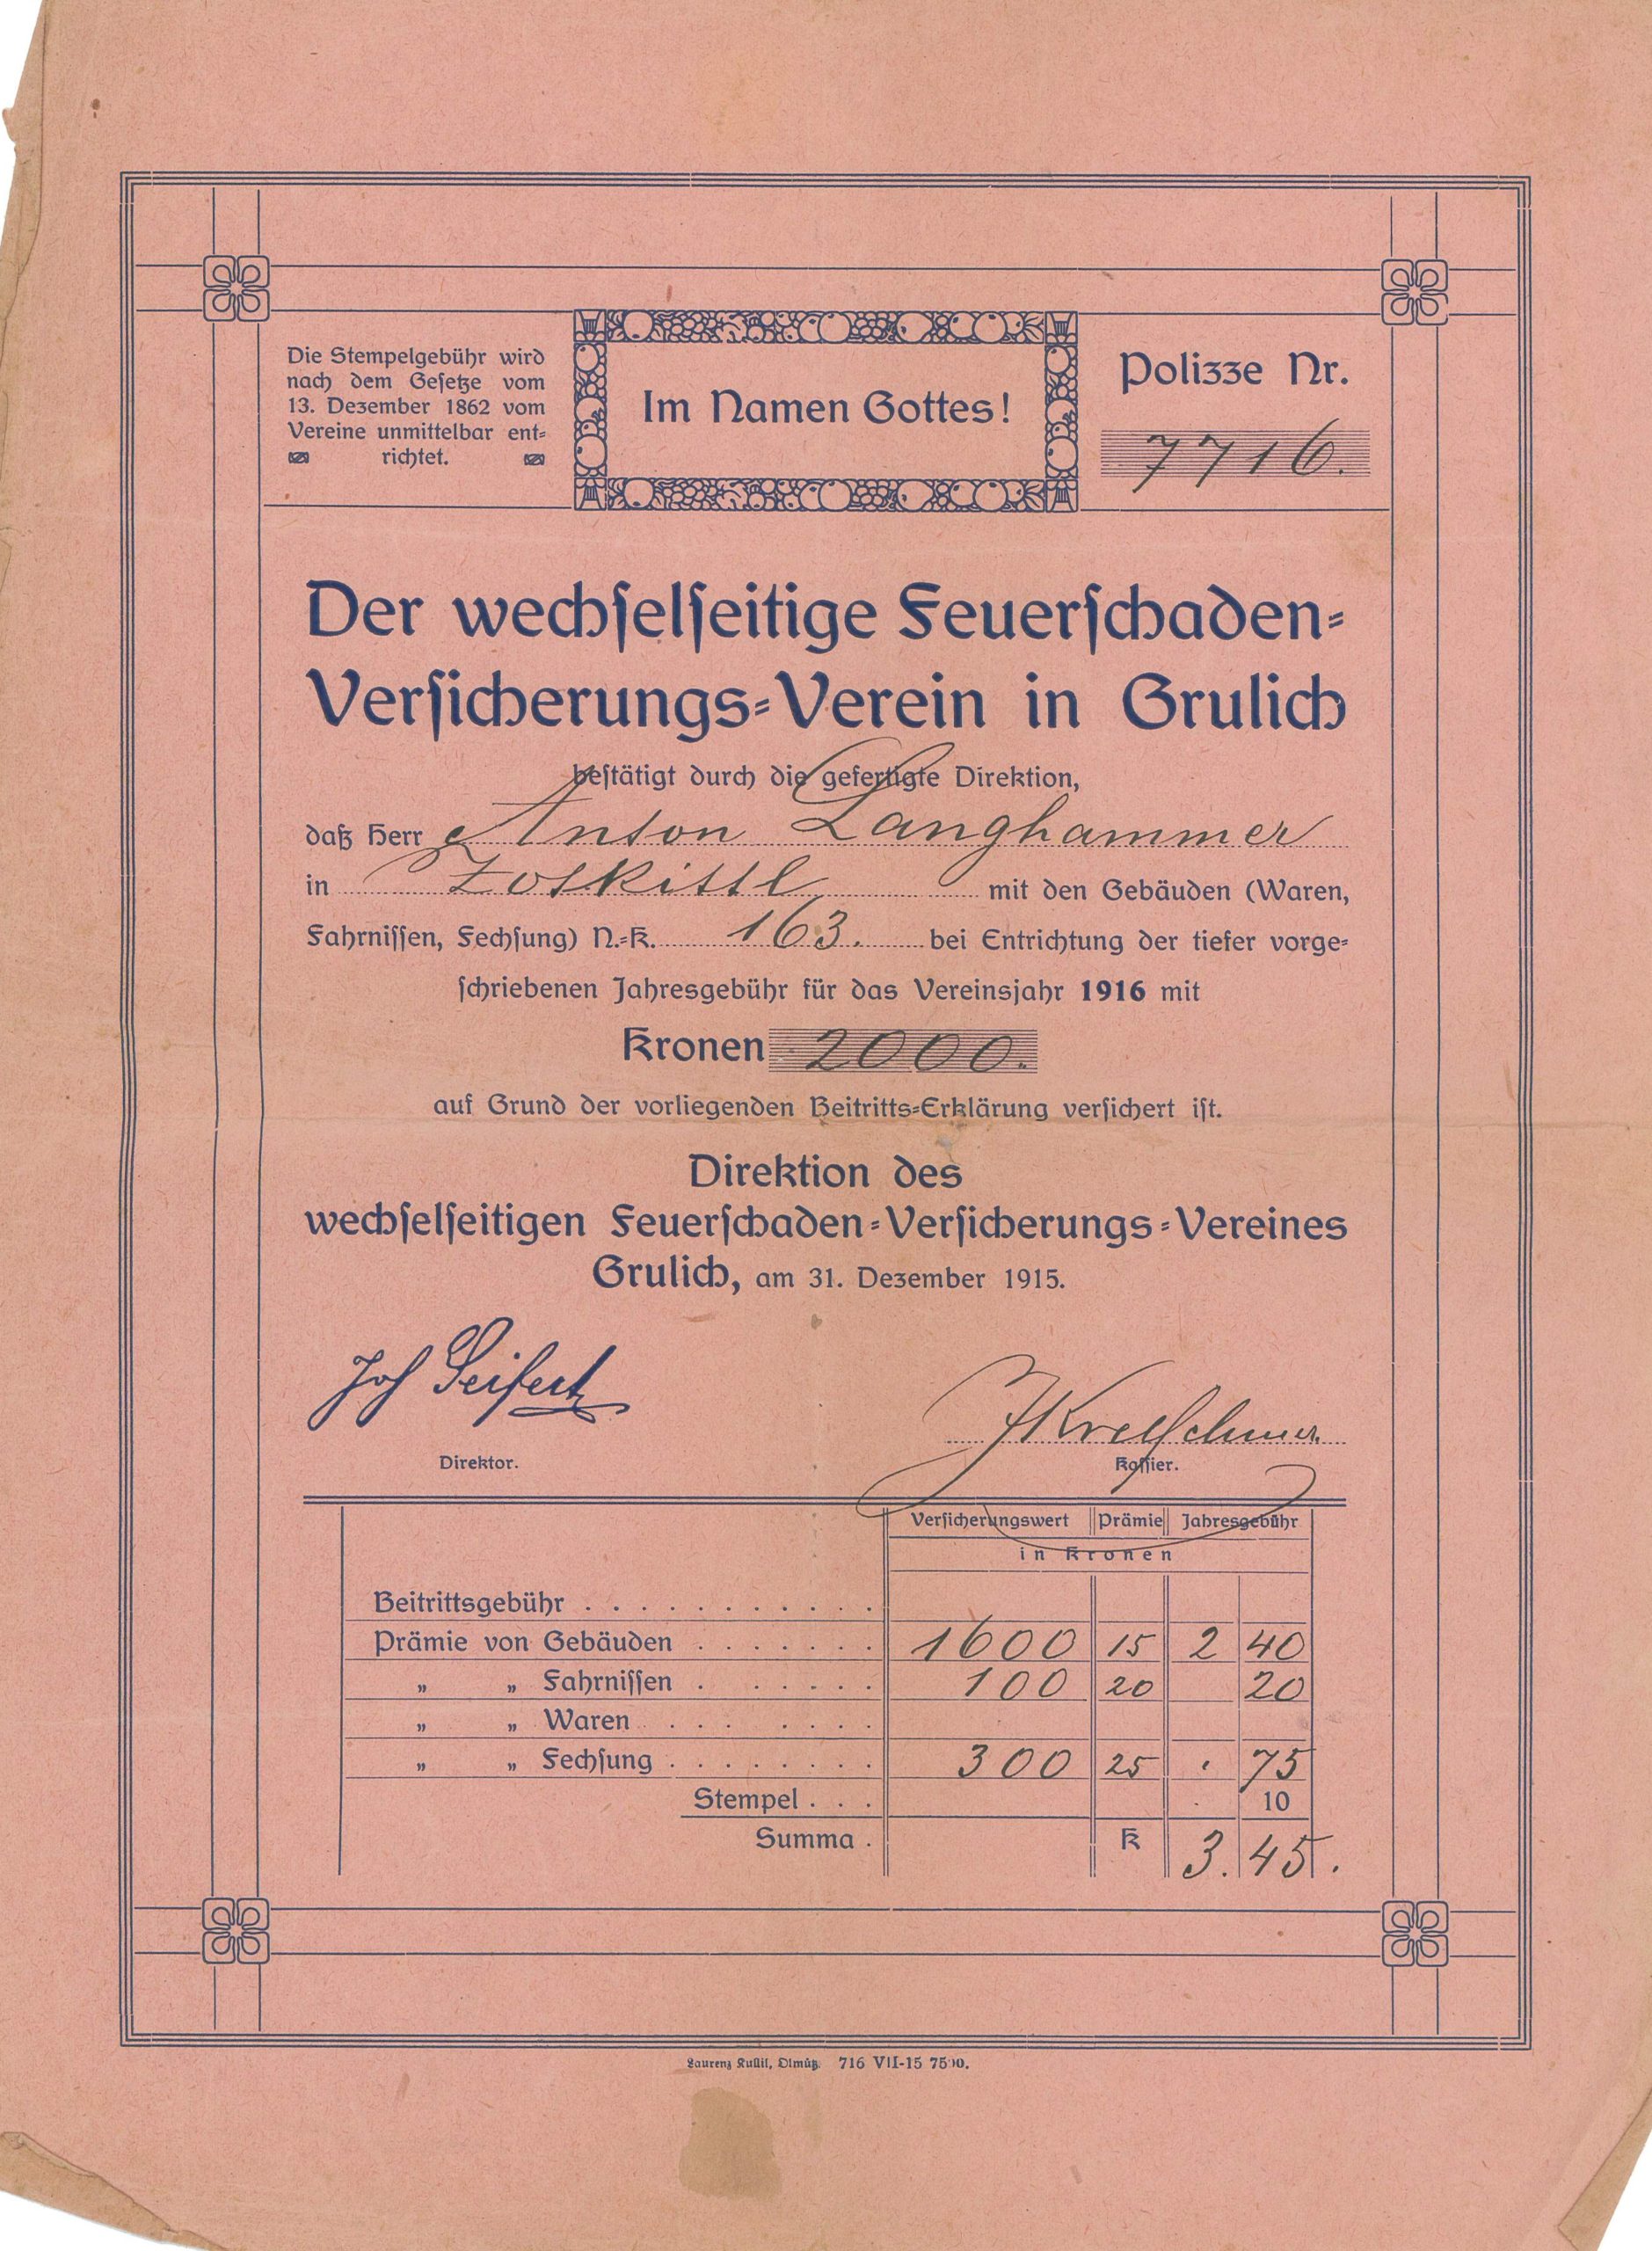 Die Stempelgebühr wird
nach dem Geſetze vom
13. Dezember 1862 vom
Vereine unmittelbar ent=
richtet.
Im Namen Gottes!
Polizze Nr.
7716.
Der wechſelſeitige Feuerſchaden=
Verſicherungs=Verein in Grulich
beſtätigt durch die gefertigte Direktion,
daß Herr Anton Langhammer
in Zoskittl mit den Gebäuden (Waren,
Fahrniſſen, Fechſung) N.=K. 163. bei Entrichtung der tiefer vorge=
ſchriebenen Jahresgebühr für das Vereinsjahr 1916 mit
Kronen 2000.
auf Grund der vorliegenden Beitritts=Erklärung verſichert iſt.
Direktion des
wechſelſeitigen Feuerſchaden=Verſicherungs=Vereines
Grulich, am 31. Dezember 1915.
Joſ Seifert
JKretſchmer
Direktor.
Kaſſier.
Verſicherungswert Prämie Jahresgebühr
in Kronen
Beitrittsgebühr . . . . . . . . . . .
Prämie von Gebäuden . . . . . . . 1600 15 2 40
„ „ Fahrniſſen . . . . . . 100 20 20
„ „ Waren . . . . . . . .
„ „ Fechſung . . . . . . . . 300 25 . 75
Stempel . . . 10
Summa . K 3. 45.
Laurenz Kullil, Olmütz. 716 VII-15 7500.